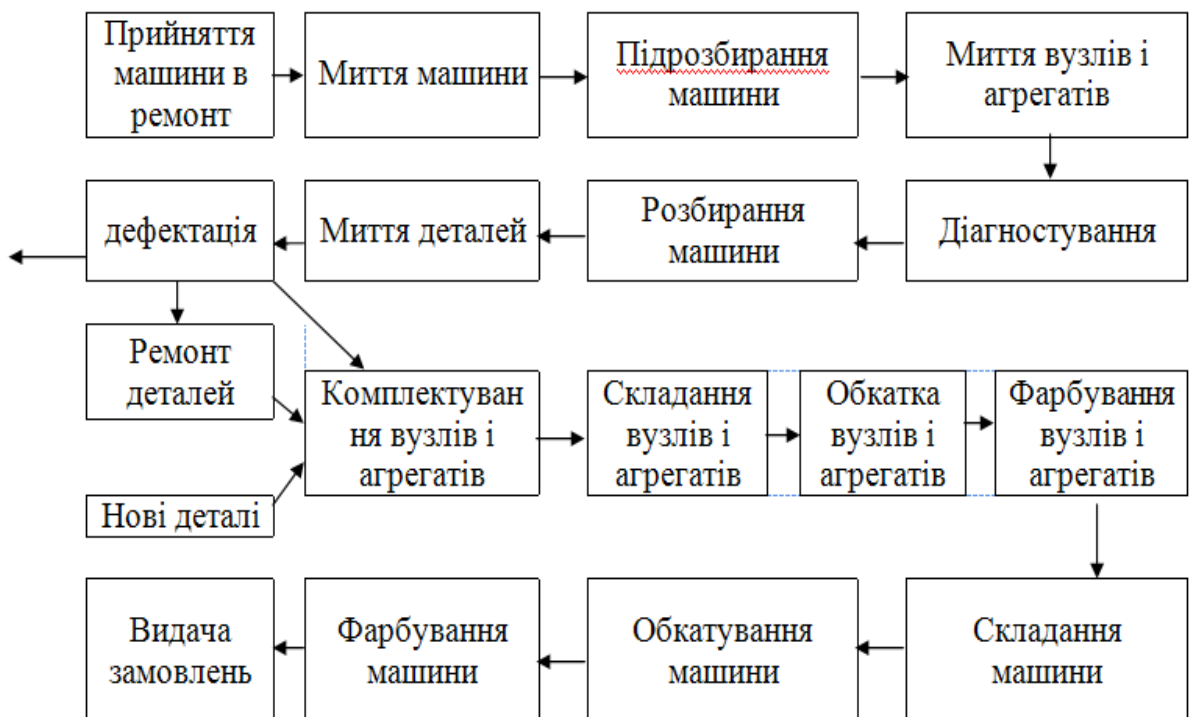 Прийняття
машини в
ремонт
Миття машини
Підрозбирання
машини
Миття вузлів і
агрегатів
дефектація
Миття деталей
Розбирання
машини
Діагностування
Ремонт
деталей
Нові деталі
Комплектуван
ня вузлів і
агрегатів
Складання
вузлів і
агрегатів
Обкатка
вузлів і
агрегатів
Фарбування
вузлів і
агрегатів
Видача
замовлень
Фарбування
машини
Обкатування
машини
Складання
машини